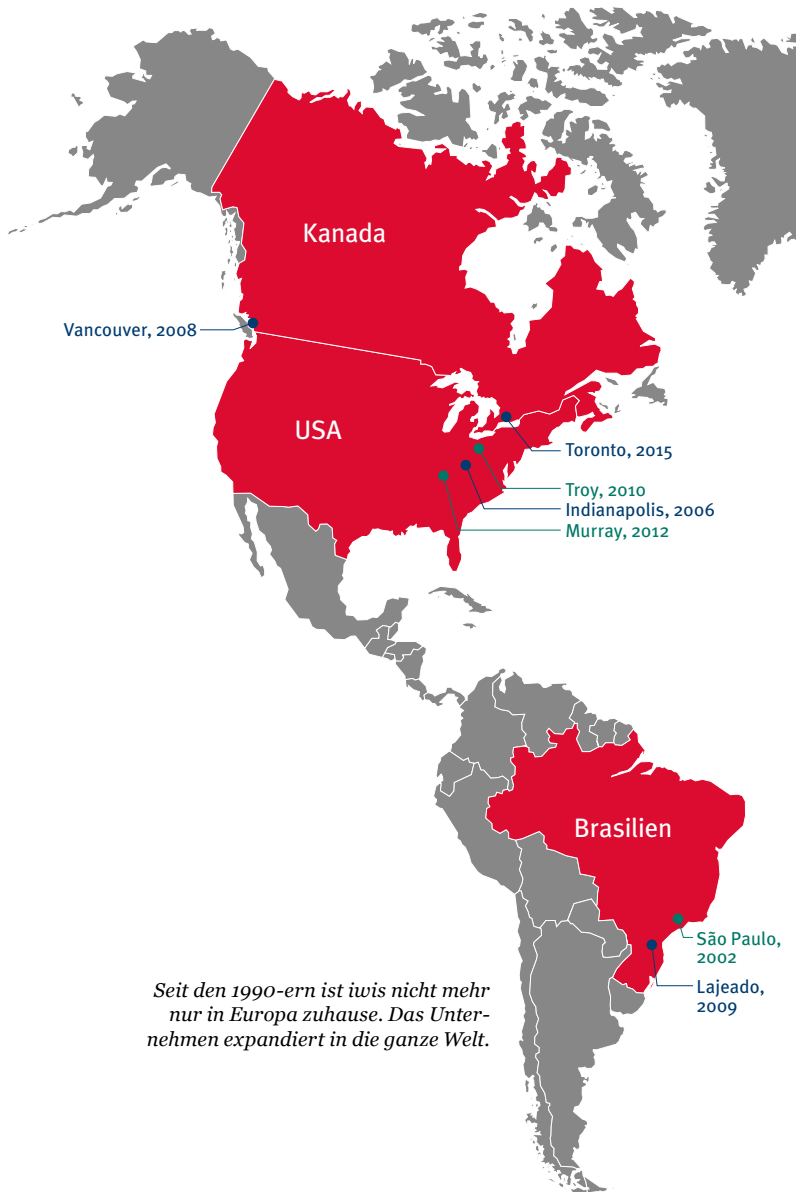 Kanada
Vancouver, 2008
USA
Toronto, 2015
Troy, 2010
Indianapolis, 2006
Murray, 2012
Brasilien
São Paulo,
2002
Lajeado,
2009
Seit den 1990-ern ist iwis nicht mehr
nur in Europa zuhause. Das Unter-
nehmen expandiert in die ganze Welt.